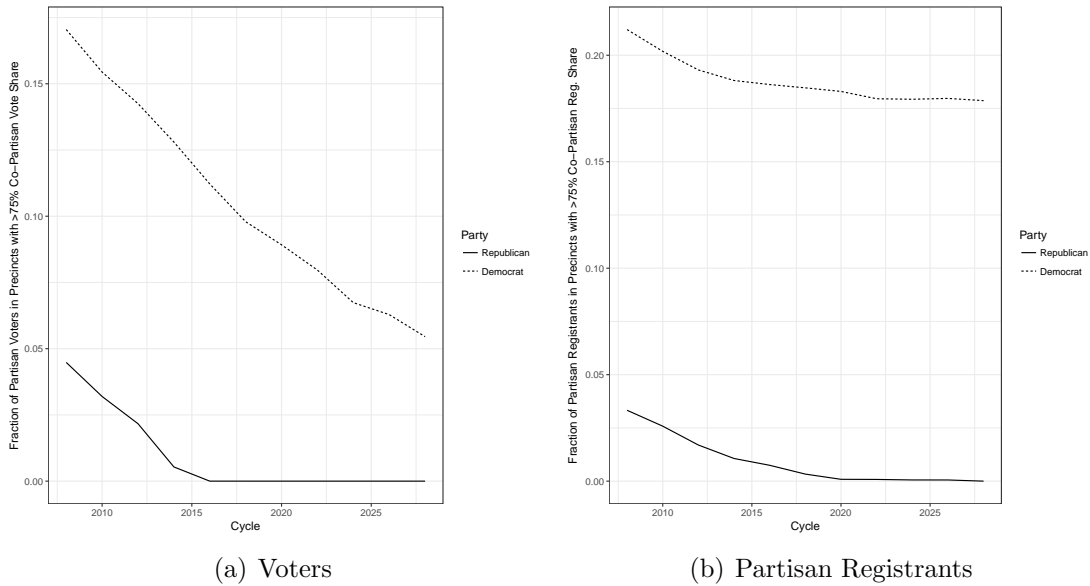 Fraction of Partisan Voters in Precincts with >75% Co−Partisan Vote Share
0.15
0.10
0.05
0.00
2010 2015 2020 2025
Cycle
Party
Republican
Democrat
(a) Voters
Fraction of Partisan Registrants in Precincts with >75% Co−Partisan Reg. Share
0.20
0.15
0.10
0.05
0.00
2010 2015 2020 2025
Cycle
Party
Republican
Democrat
(b) Partisan Registrants